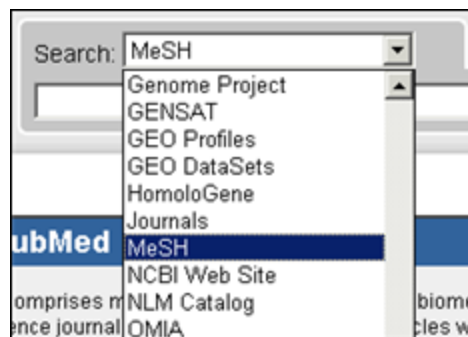 Search: MeSH
Genome Project
GENSAT
GEO Profiles
GEO DataSets
HomoloGene
Journals
ubMed MeSH
NCBI Web Site
omprises m NLM Catalog biome
ence journal OMIA cles w